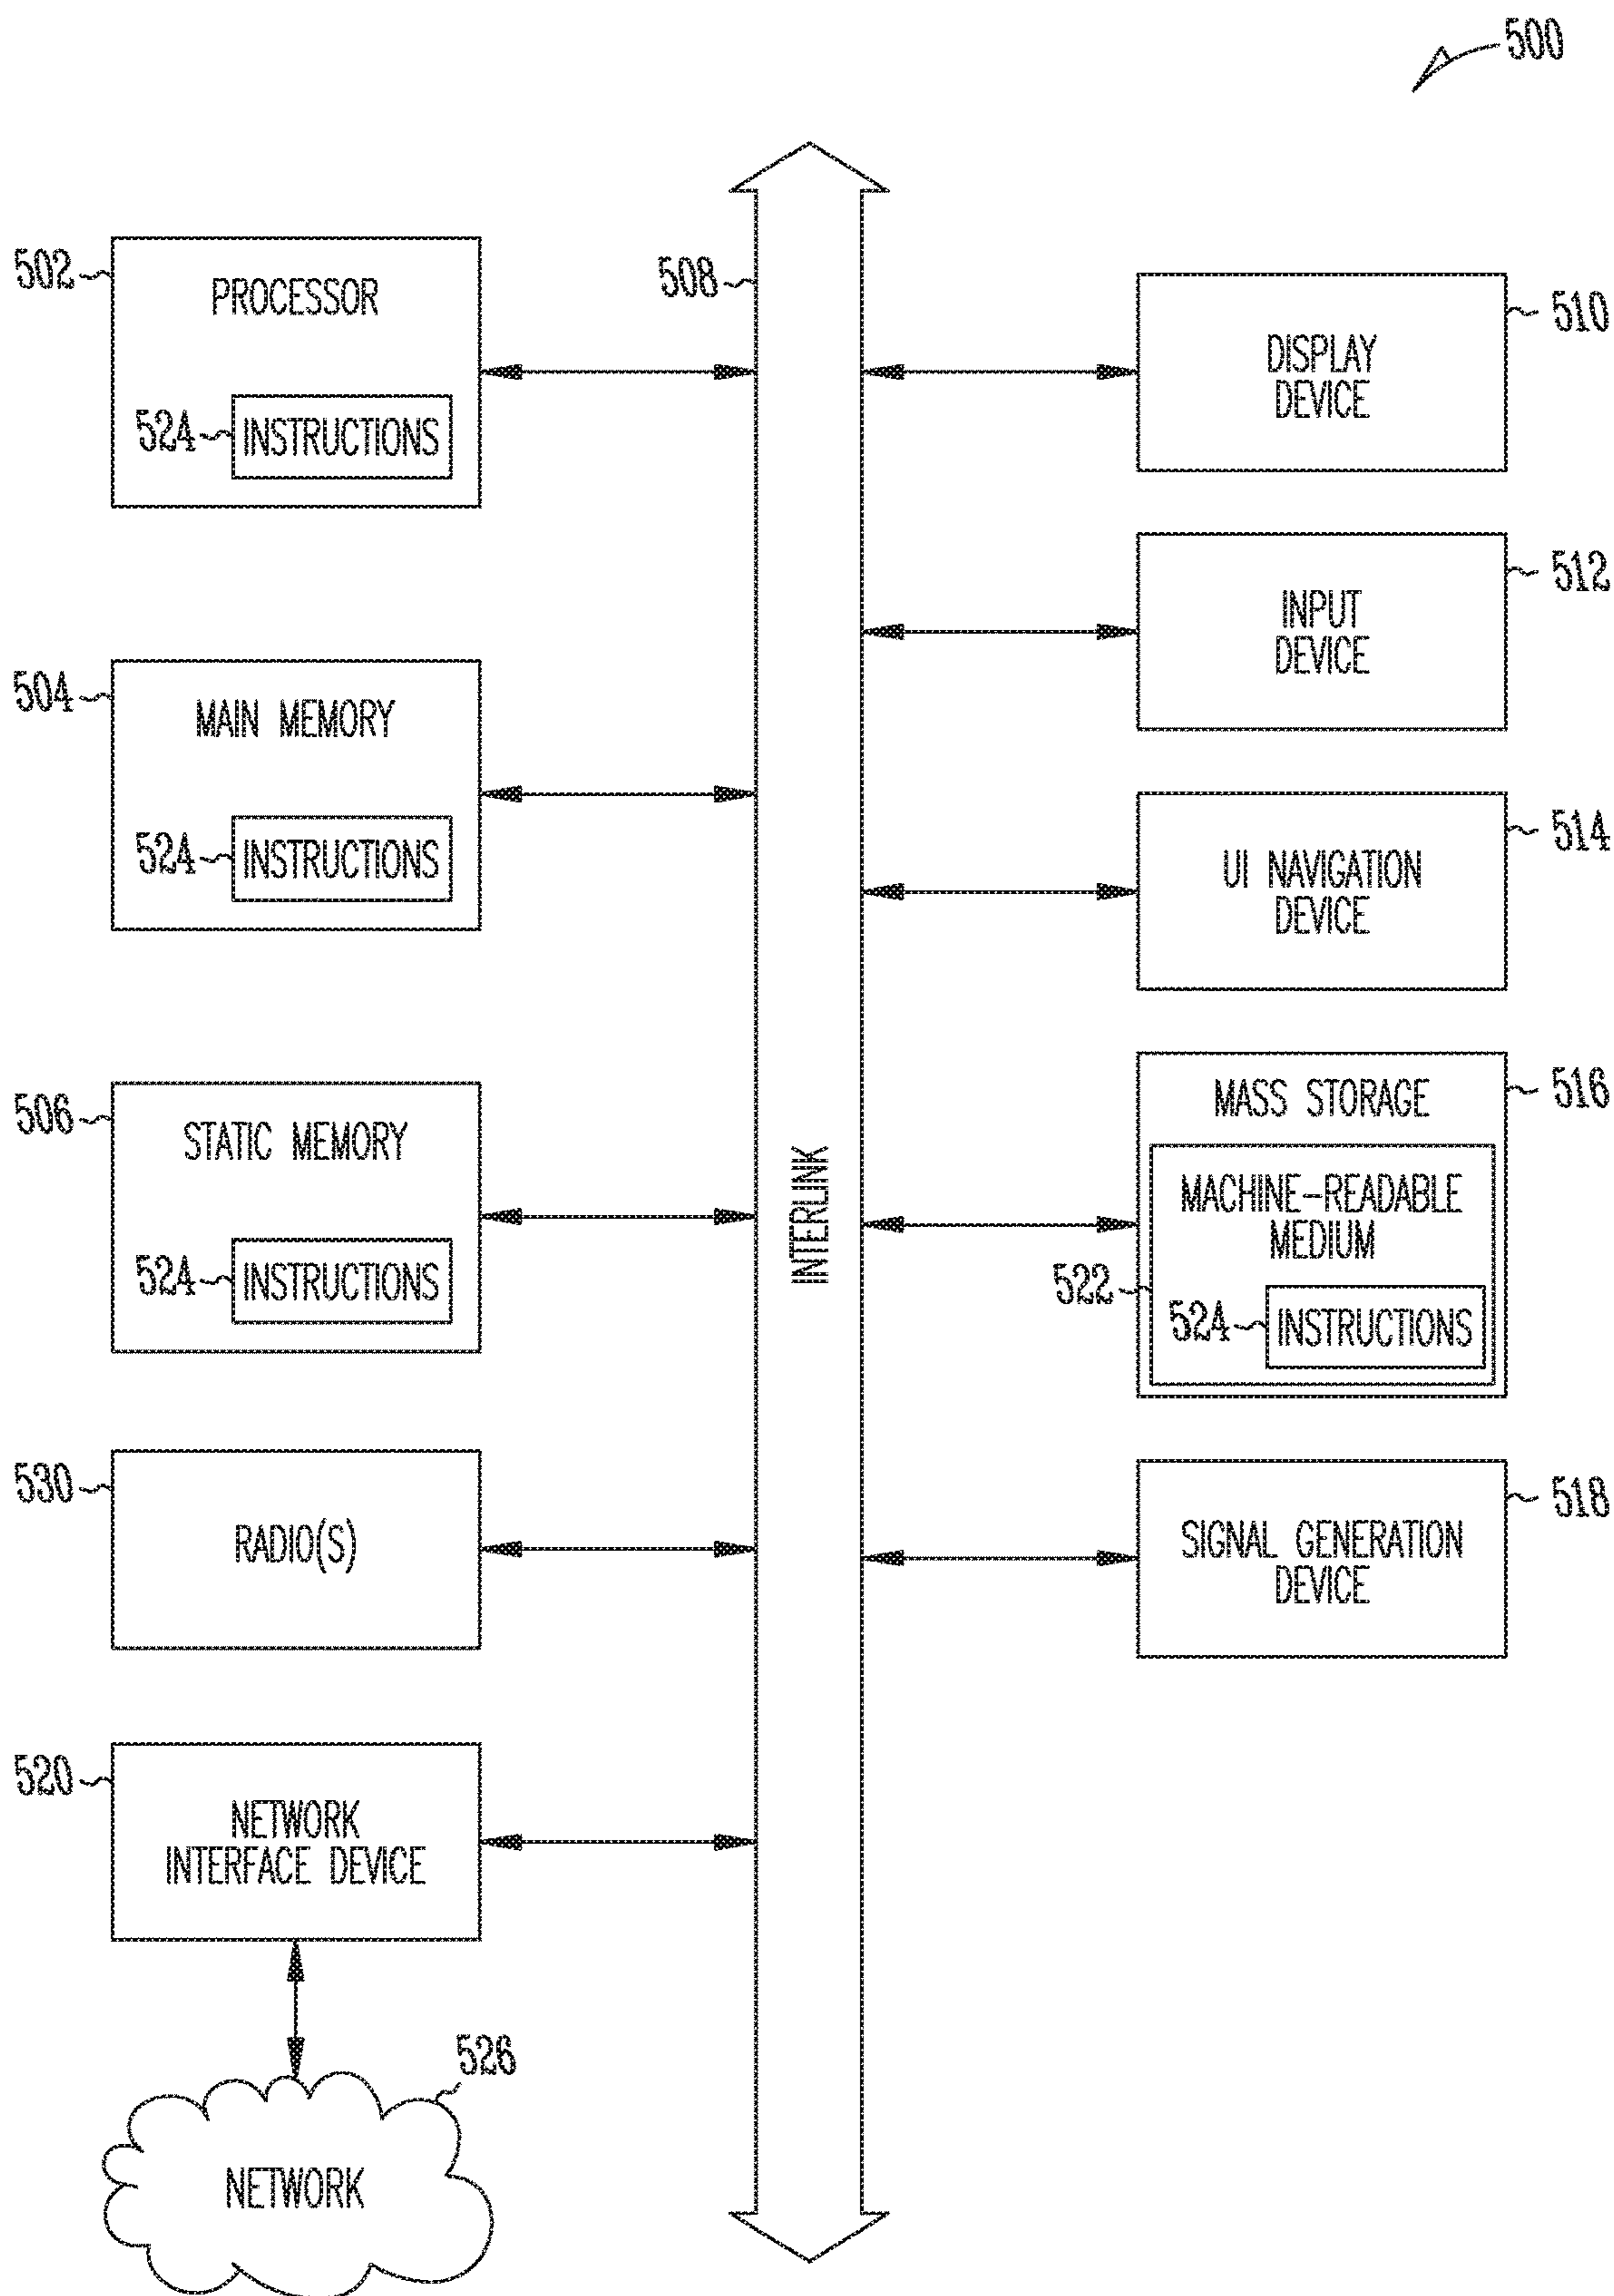 500
502
PROCESSOR
524
INSTRUCTIONS
504
MAIN MEMORY
524
INSTRUCTIONS
506
STATIC MEMORY
524
INSTRUCTIONS
530
RADIO(S)
520
NETWORK
INTERFACE DEVICE
526
NETWORK
508
INTERLINK
510
DISPLAY
DEVICE
512
INPUT
DEVICE
514
UI NAVIGATION
DEVICE
516
MASS STORAGE
MACHINE-READABLE
MEDIUM
522
524
INSTRUCTIONS
518
SIGNAL GENERATION
DEVICE